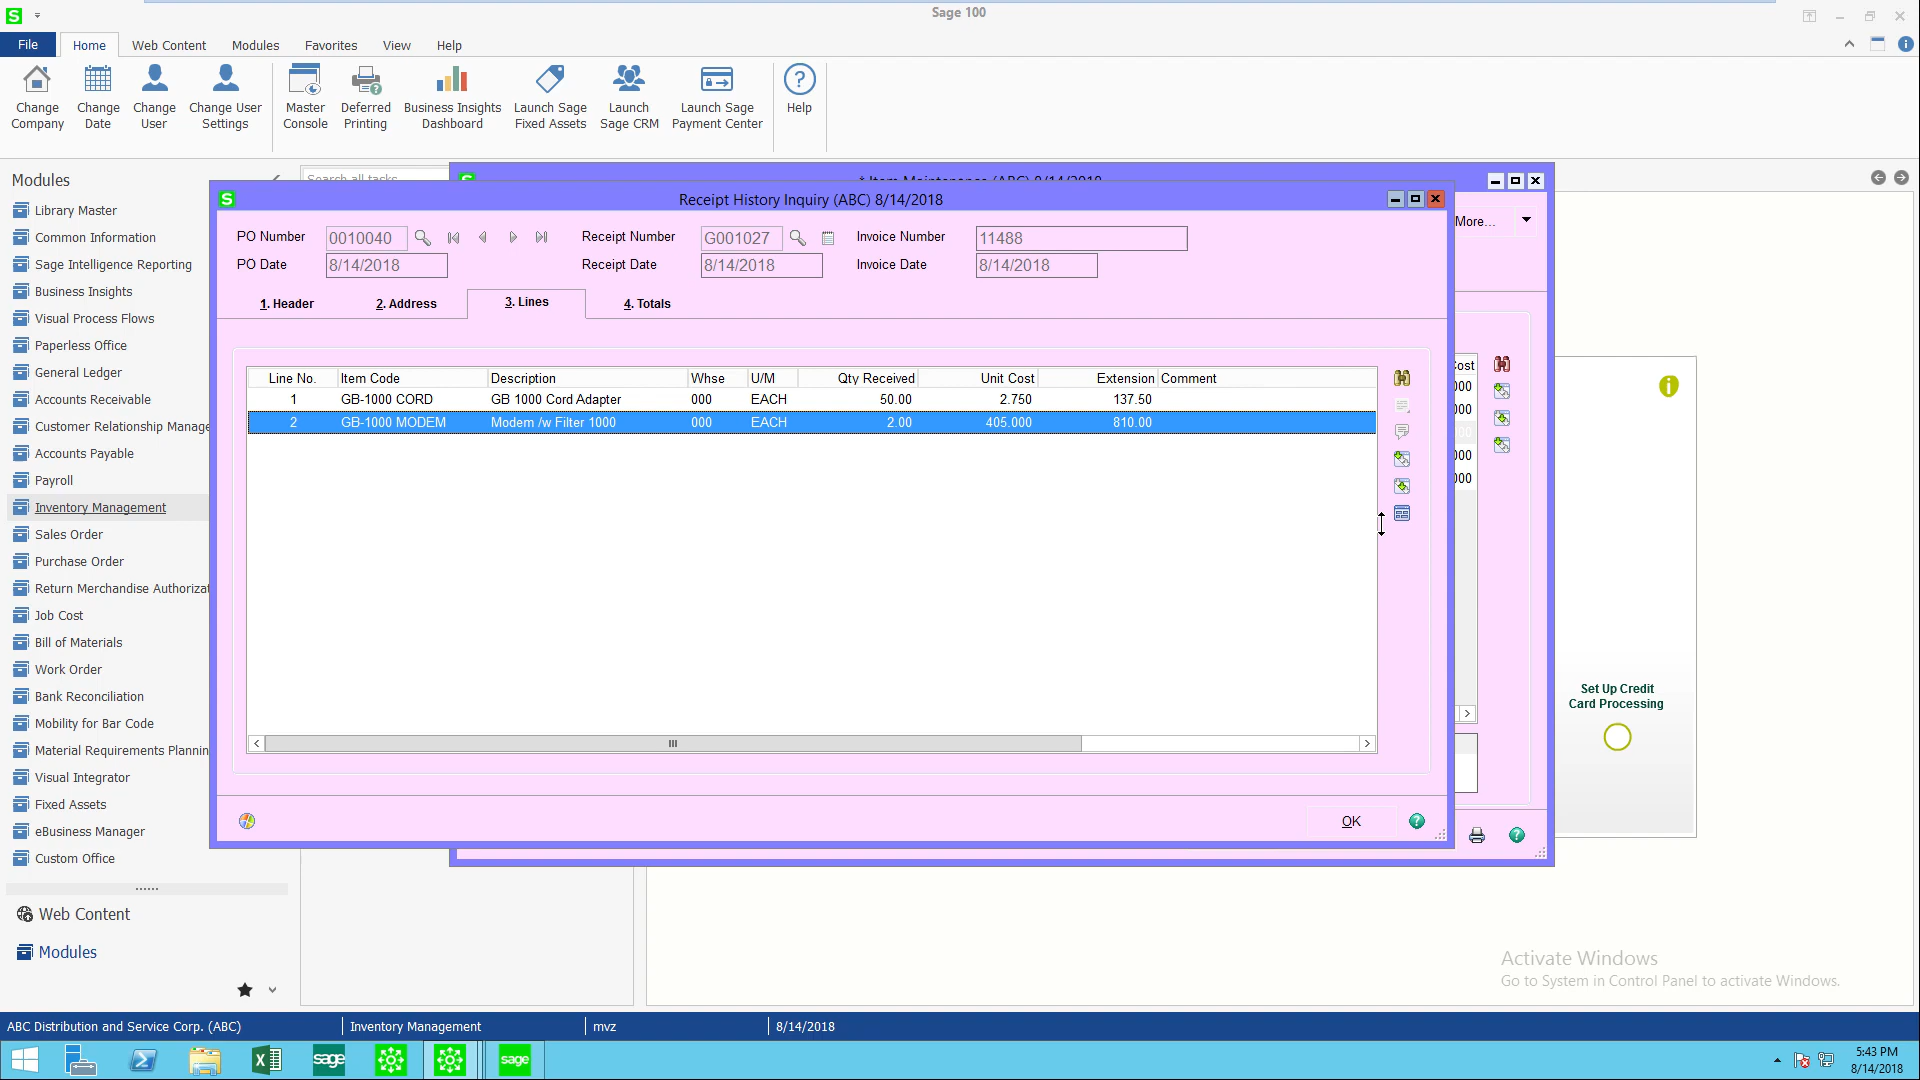 Sage 100
File Home Web Content Modules Favorites View Help
Change Company
Change Date
Change User
Change User Settings
Master Console
Deferred Printing
Business Insights Dashboard
Launch Sage Fixed Assets
Launch Sage CRM
Launch Sage Payment Center
Help
Modules
Library Master
Common Information
Sage Intelligence Reporting
Business Insights
Visual Process Flows
Paperless Office
General Ledger
Accounts Receivable
Customer Relationship Manage
Accounts Payable
Payroll
Inventory Management
Sales Order
Purchase Order
Return Merchandise Authorizat
Job Cost
Bill of Materials
Work Order
Bank Reconciliation
Mobility for Bar Code
Material Requirements Plannin
Visual Integrator
Fixed Assets
eBusiness Manager
Custom Office
Web Content
Modules
Search all tasks
* Item Maintenance (ABC) 8/14/2018
More...
Receipt History Inquiry (ABC) 8/14/2018
PO Number 0010040 Receipt Number G001027 Invoice Number 11488
PO Date 8/14/2018 Receipt Date 8/14/2018 Invoice Date 8/14/2018
1. Header 2. Address 3. Lines 4. Totals
Line No. Item Code Description Whse U/M Qty Received Unit Cost Extension Comment
1 GB-1000 CORD GB 1000 Cord Adapter 000 EACH 50.00 2.750 137.50
2 GB-1000 MODEM Modem /w Filter 1000 000 EACH 2.00 405.000 810.00
OK
Cost
000
000
000
000
000
Set Up Credit
Card Processing
Activate Windows
Go to System in Control Panel to activate Windows.
ABC Distribution and Service Corp. (ABC) Inventory Management mvz 8/14/2018
sage
sage
5:43 PM
8/14/2018